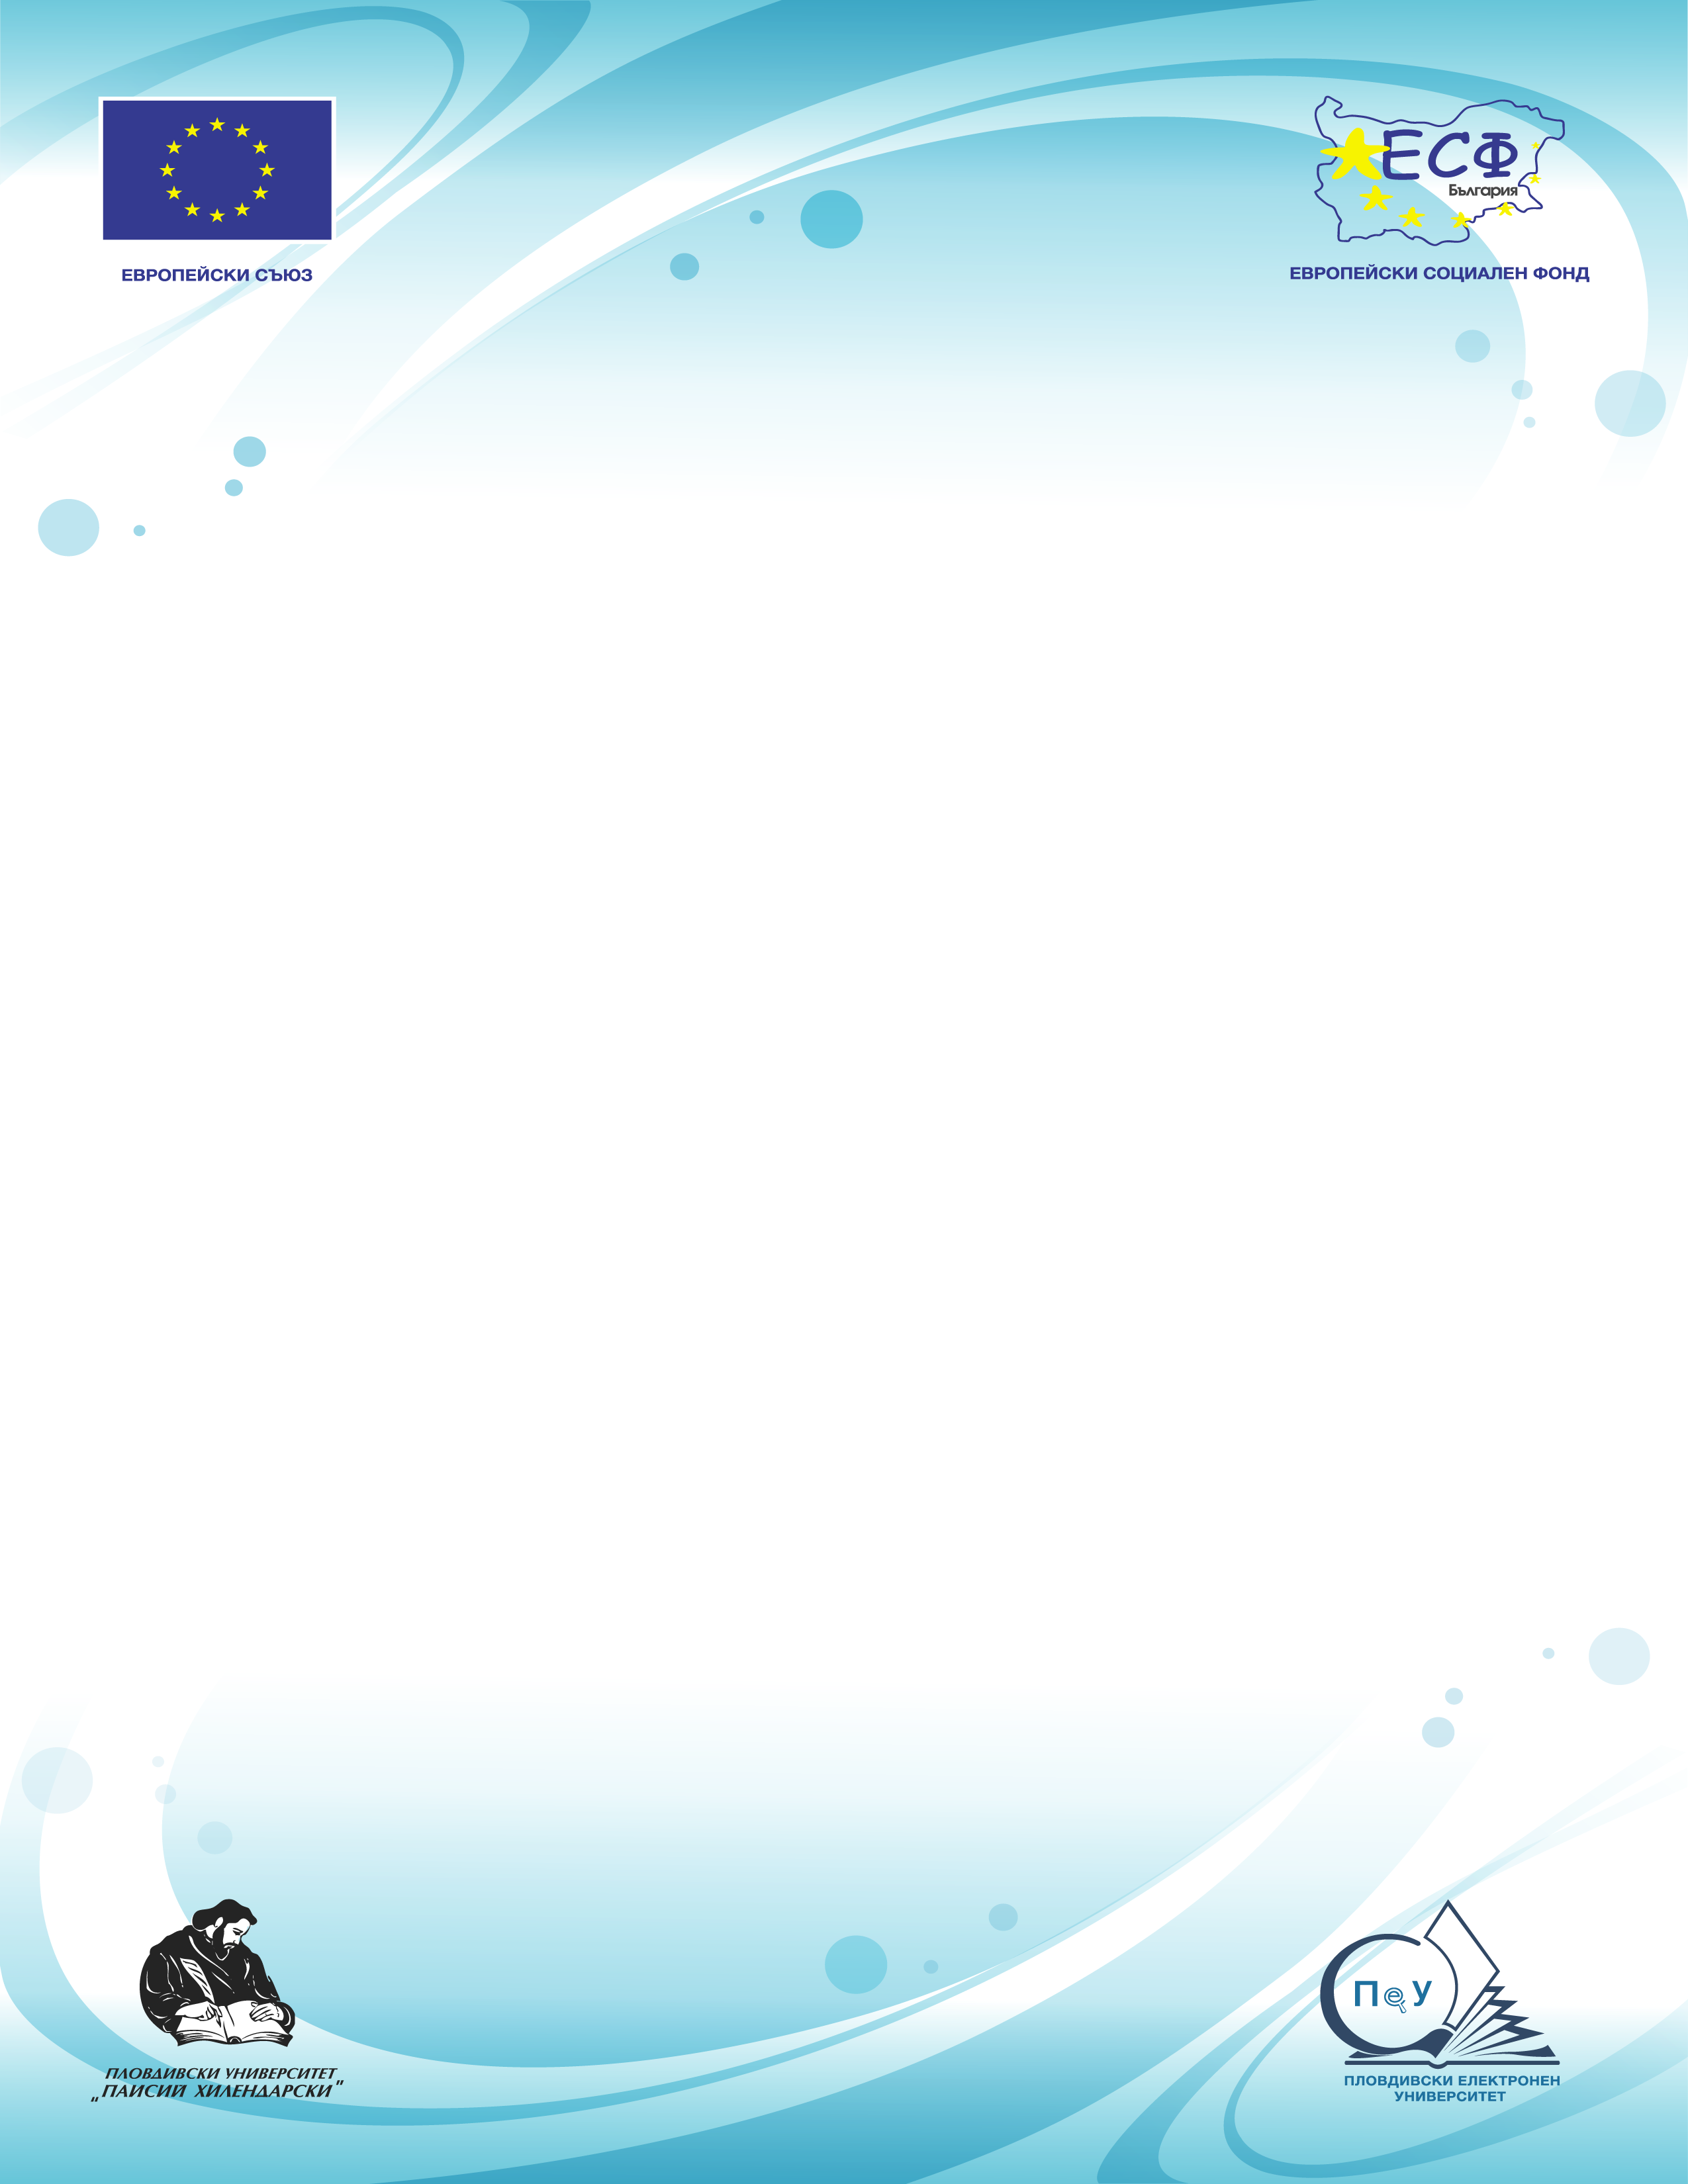 ЕСФ
България
ЕВРОПЕЙСКИ СЪЮЗ
ЕВРОПЕЙСКИ СОЦИАЛЕН ФОНД
ПеУ
ПЛОВДИВСКИ УНИВЕРСИТЕТ
„ПАИСИЙ ХИЛЕНДАРСКИ"
ПЛОВДИВСКИ ЕЛЕКТРОНЕН
УНИВЕРСИТЕТ